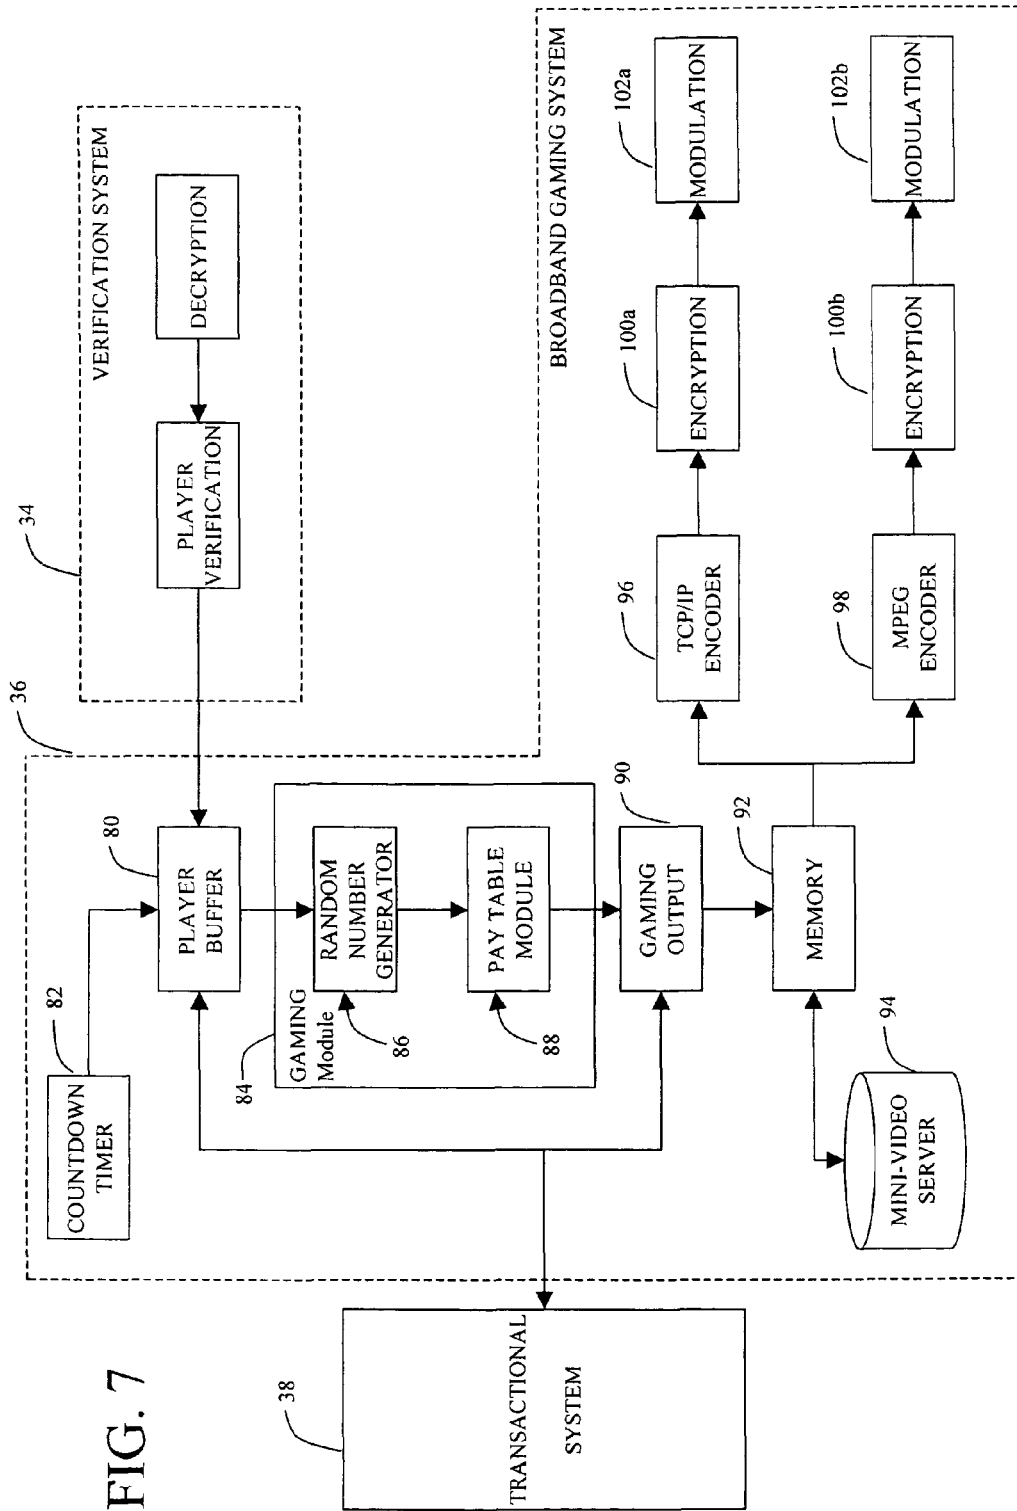 FIG. 7
38
TRANSACTIONAL
SYSTEM
COUNTDOWN
TIMER
82
PLAYER
BUFFER
80
36
34
VERIFICATION SYSTEM
PLAYER
VERIFICATION
DECRYPTION
84
GAMING
Module
RANDOM
NUMBER
GENERATOR
86
PAY TABLE
MODULE
88
GAMING
OUTPUT
90
MEMORY
92
MINI-VIDEO
SERVER
94
BROADBAND GAMING SYSTEM
96
TCP/IP
ENCODER
100a
ENCRYPTION
102a
MODULATION
98
MPEG
ENCODER
100b
ENCRYPTION
102b
MODULATION